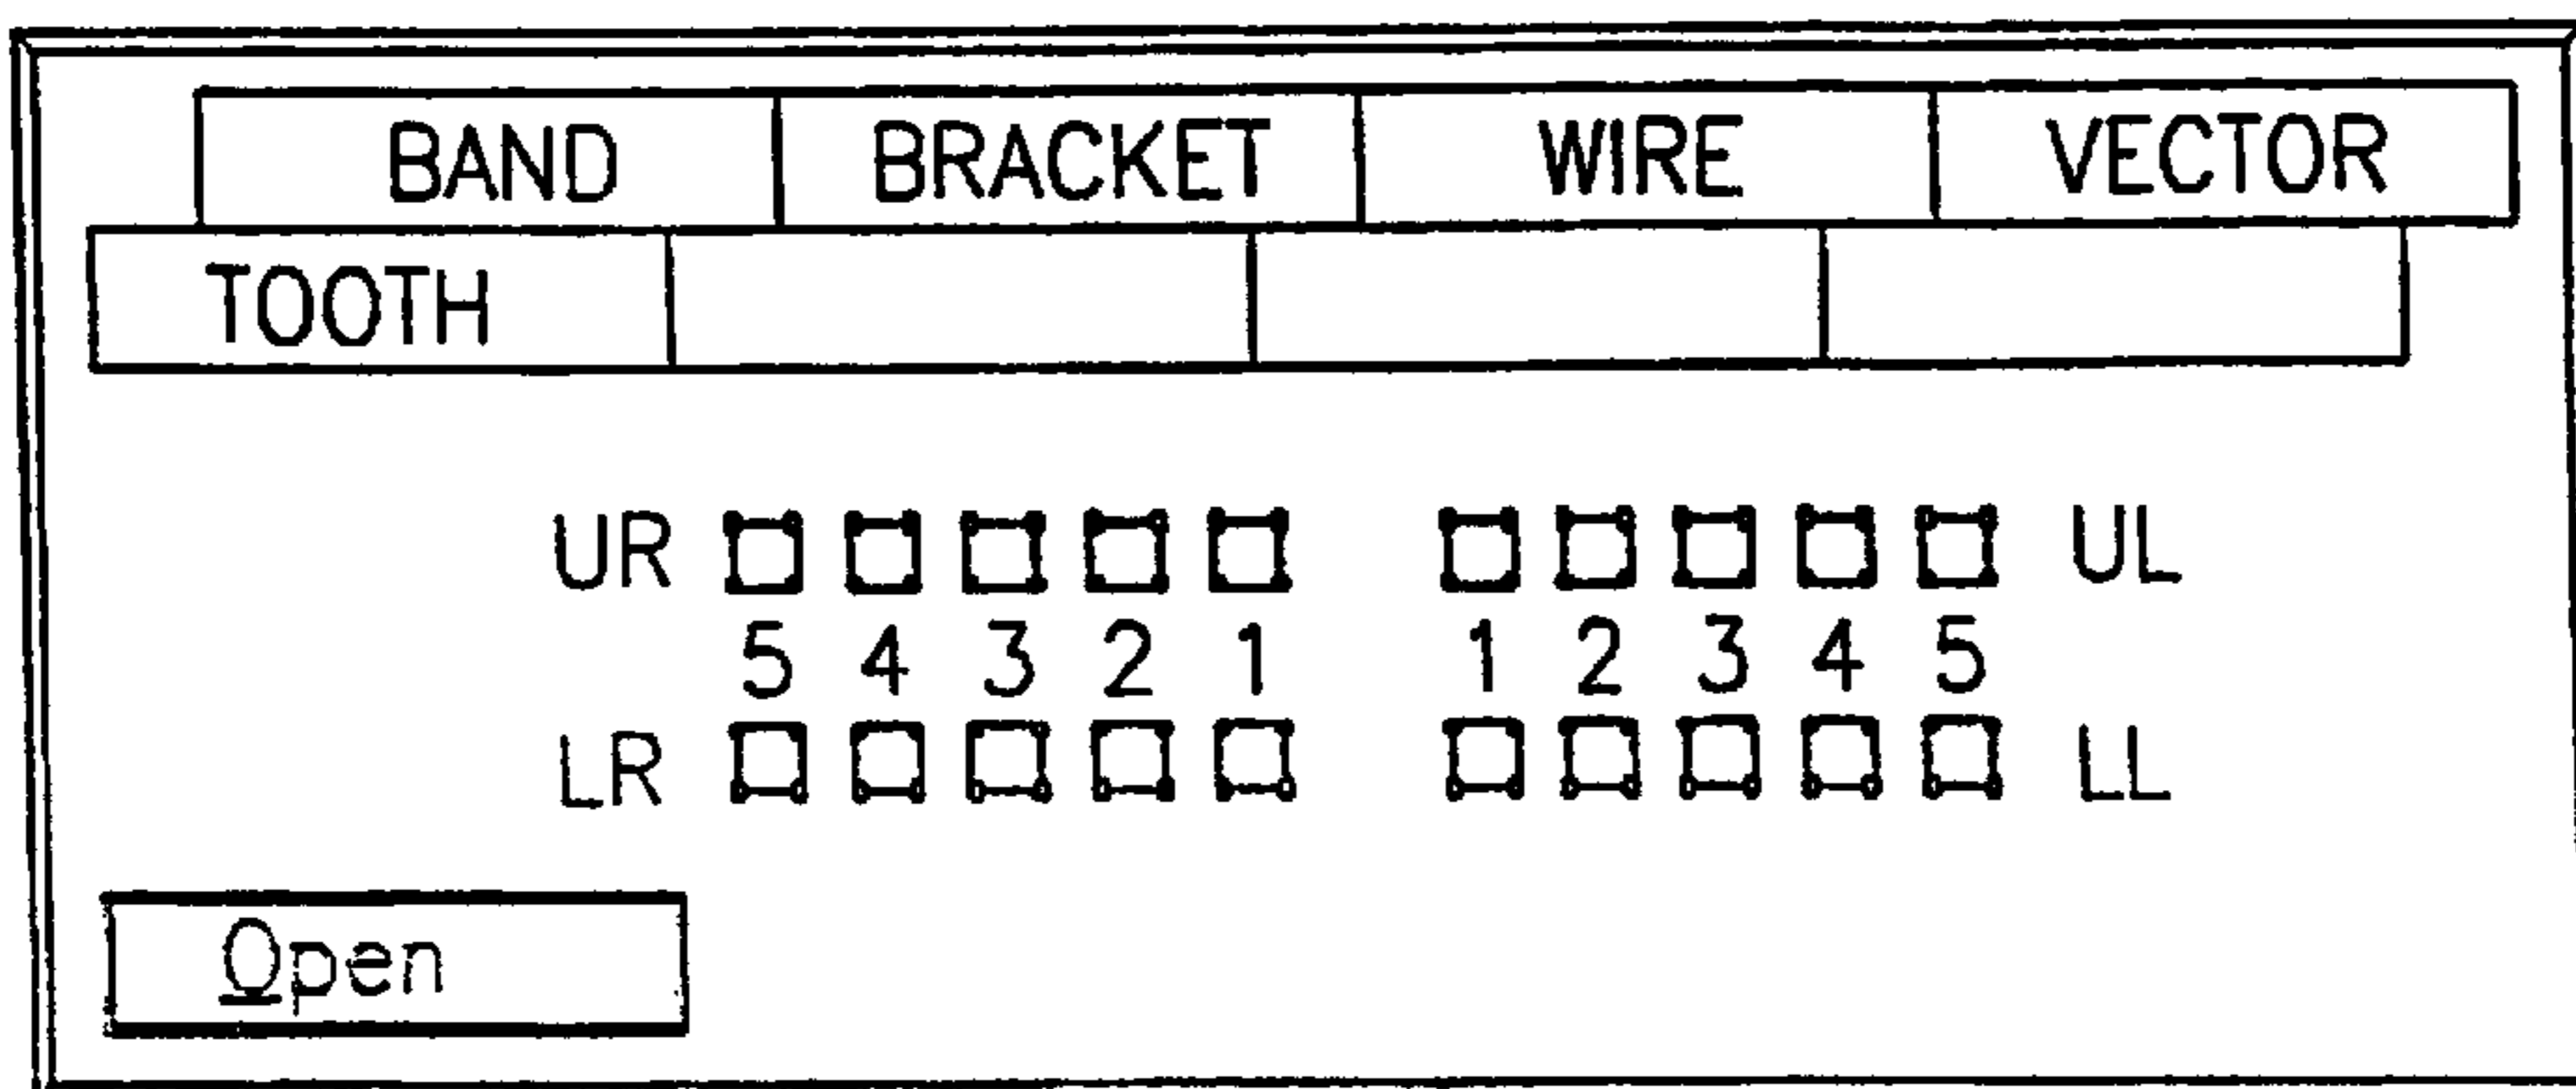 BAND BRACKET WIRE VECTOR
TOOTH
UR UL
5 4 3 2 1 1 2 3 4 5
LR LL
Open